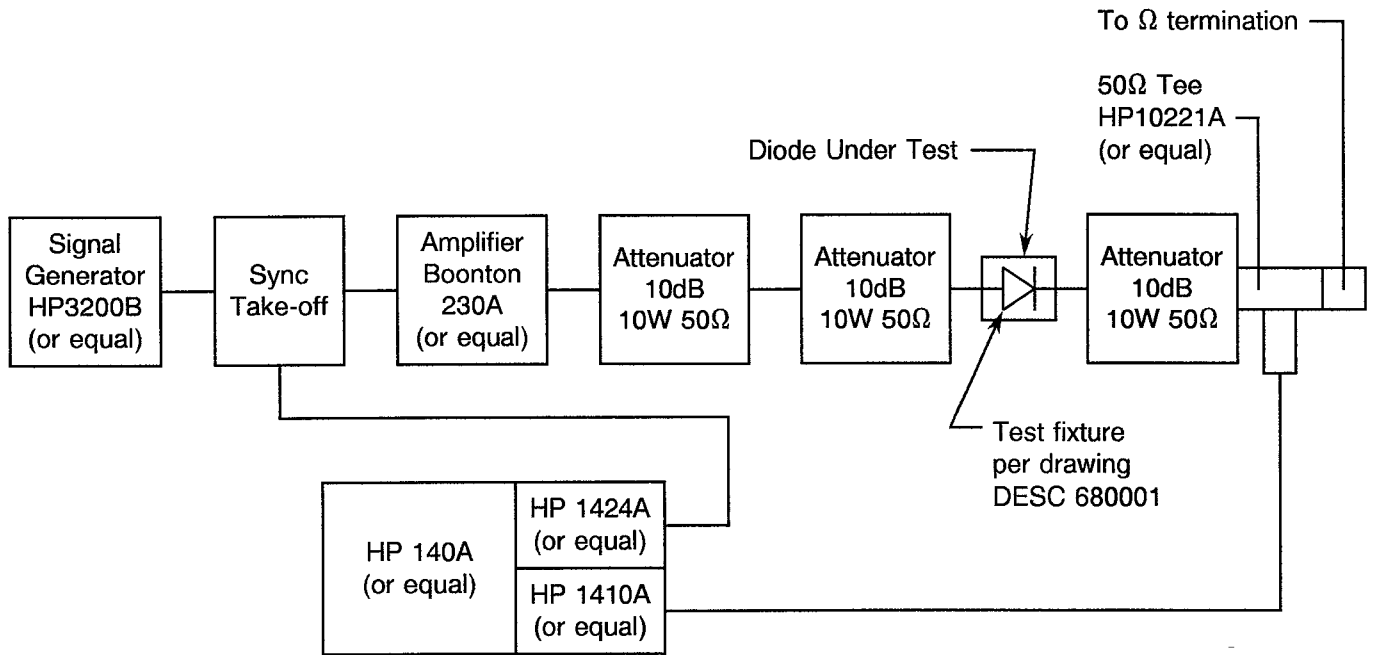 To Ω termination
50Ω Tee
HP10221A
(or equal)
Diode Under Test
Signal
Generator
HP3200B
(or equal)
Sync
Take-off
Amplifier
Boonton
230A
(or equal)
Attenuator
10dB
10W 50Ω
Attenuator
10dB
10W 50Ω
Attenuator
10dB
10W 50Ω
Test fixture
per drawing
DESC 680001
HP 140A
(or equal)
HP 1424A
(or equal)
HP 1410A
(or equal)